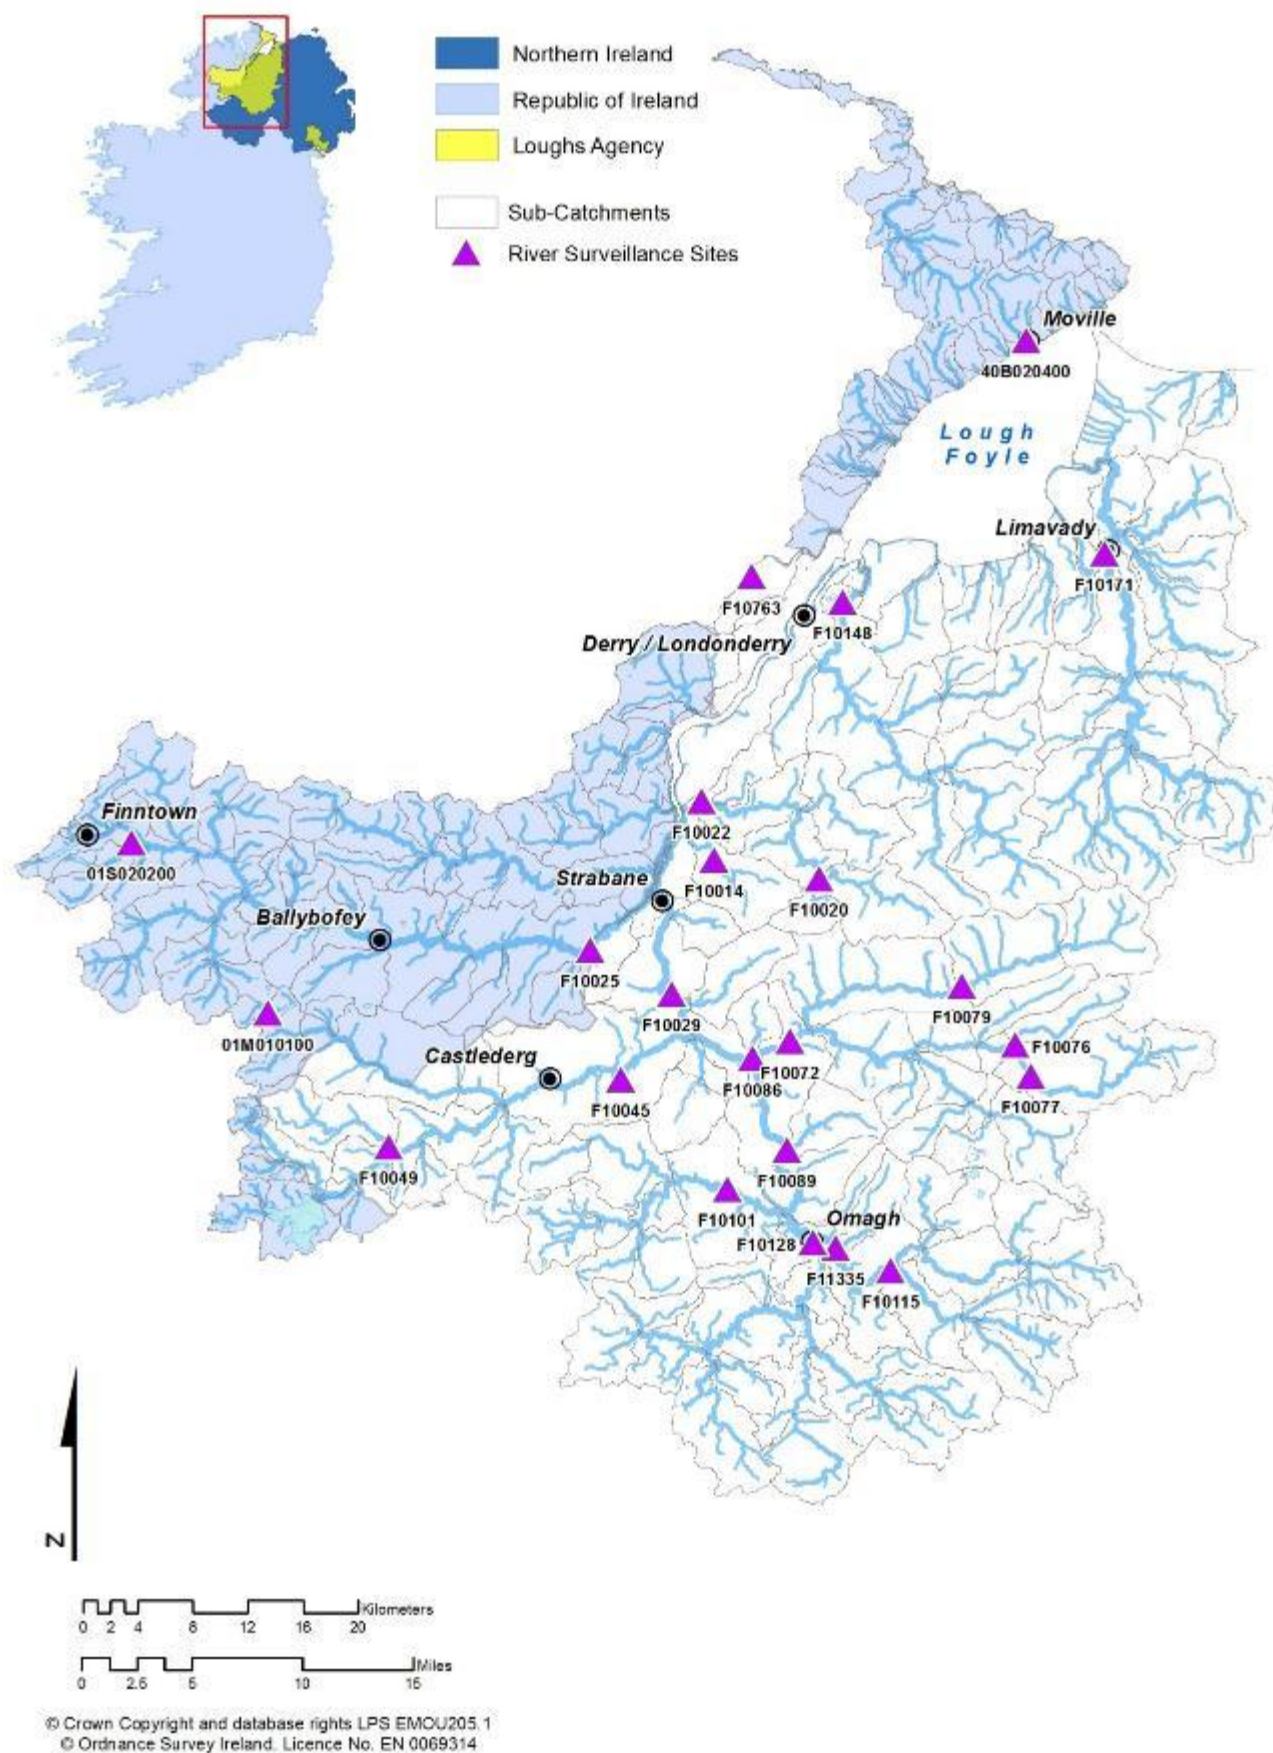 Northern Ireland
Republic of Ireland
Loughs Agency
Sub-Catchments
River Surveillance Sites
Moville
40B020400
Lough
Foyle
Limavady
F10171
F10763
F10148
Derry / Londonderry
Finntown
01S020200
F10022
F10014
Strabane
F10020
Ballybofey
F10025
F10029
F10079
01M010100
Castlederg
F10076
F10072
F10086
F10077
F10045
F10049
F10089
F10101
Omagh
F10128
F11335
F10115
N
Kilometers
0 2 4 8 12 16 20
Miles
0 2.5 5 10 15
© Crown Copyright and database rights LPS EMOU205.1
© Ordnance Survey Ireland. Licence No. EN 0069314